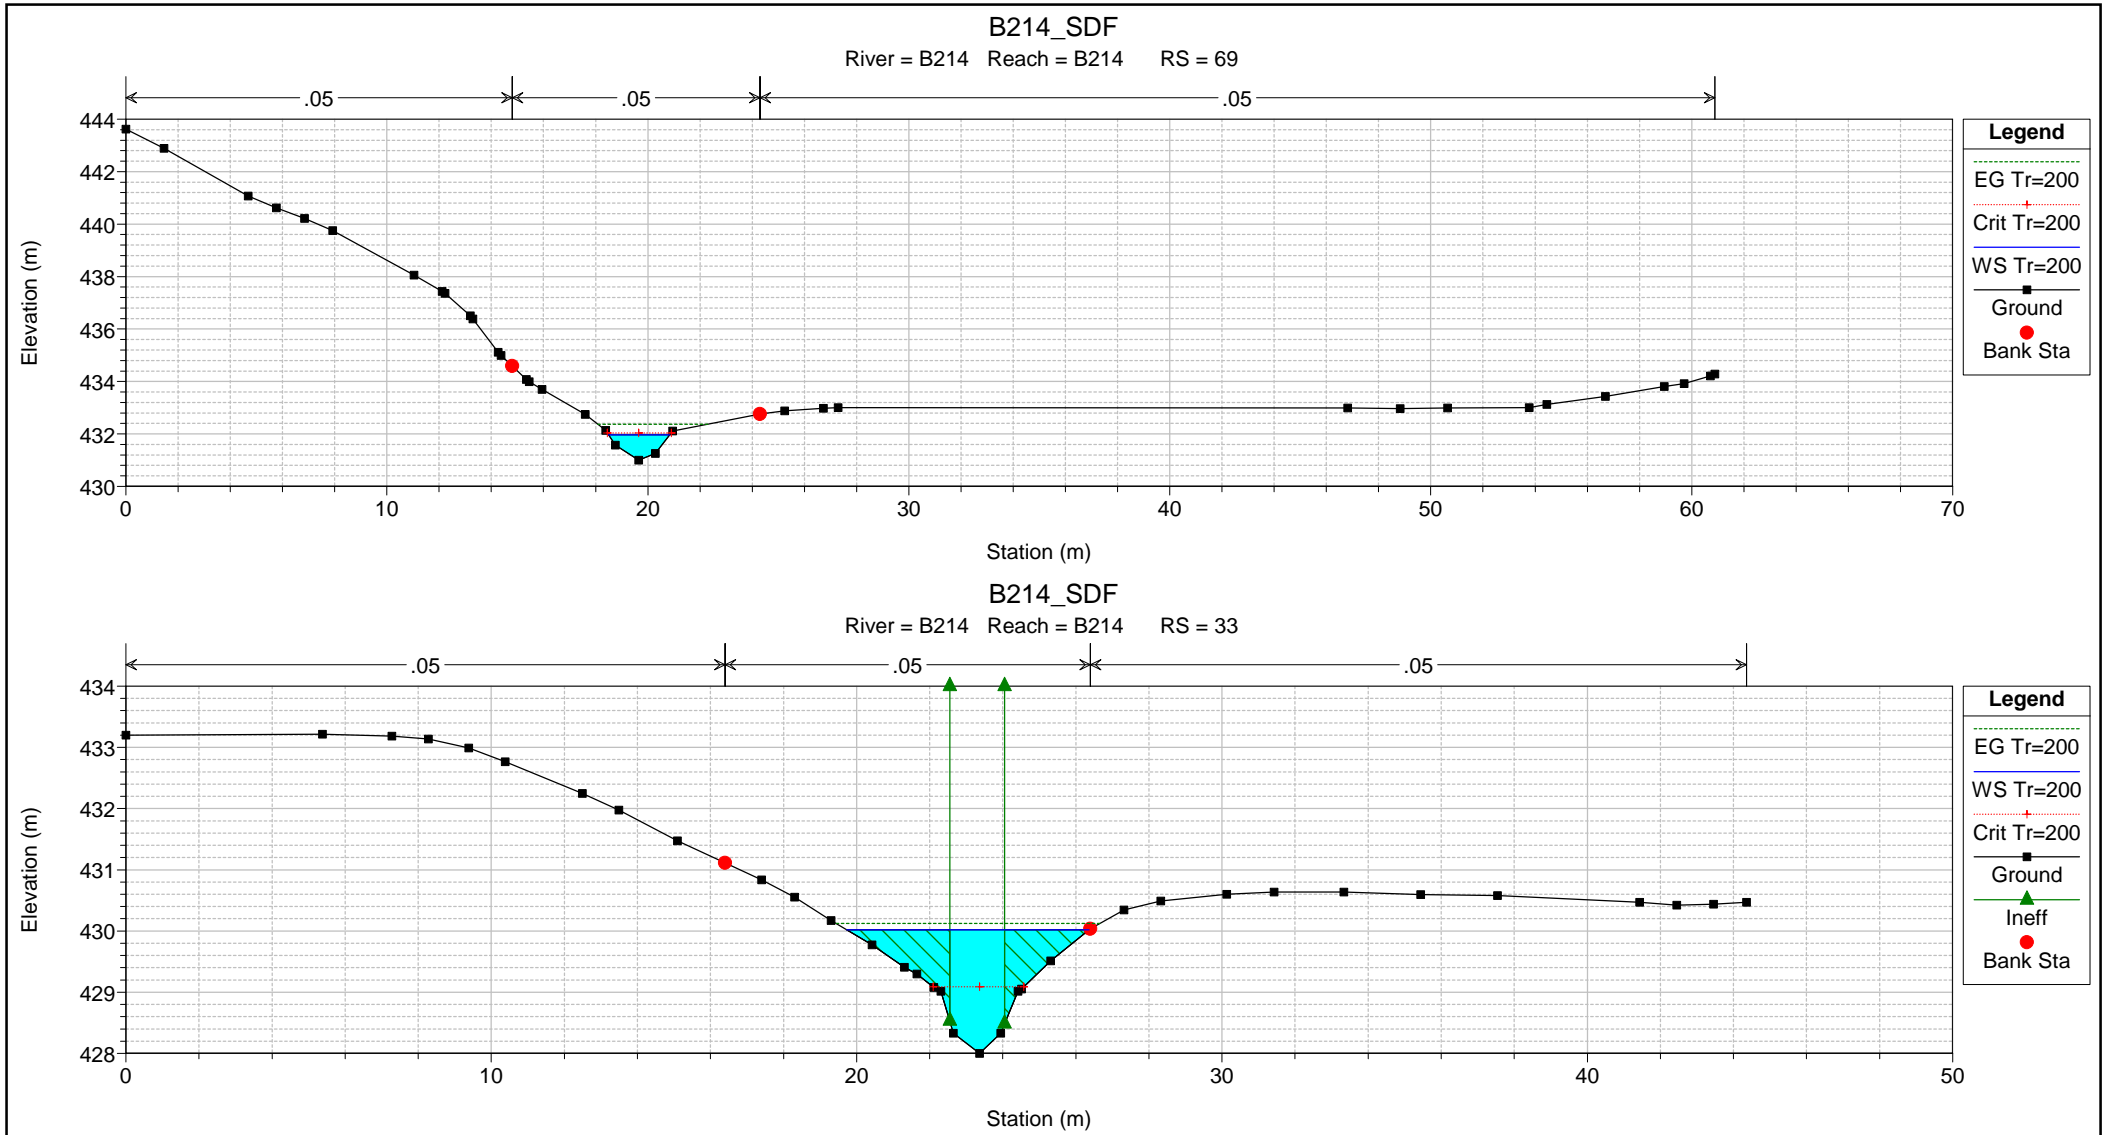 B214_SDF
River = B214 Reach = B214 RS = 69
.05 .05 .05
444
442
440
438
436
434
432
430
Elevation (m)
0 10 20 30 40 50 60 70
Station (m)
Legend
EG Tr=200
Crit Tr=200
WS Tr=200
Ground
Bank Sta
B214_SDF
River = B214 Reach = B214 RS = 33
.05 .05 .05
434
433
432
431
430
429
428
Elevation (m)
0 10 20 30 40 50
Station (m)
Legend
EG Tr=200
WS Tr=200
Crit Tr=200
Ground
Ineff
Bank Sta